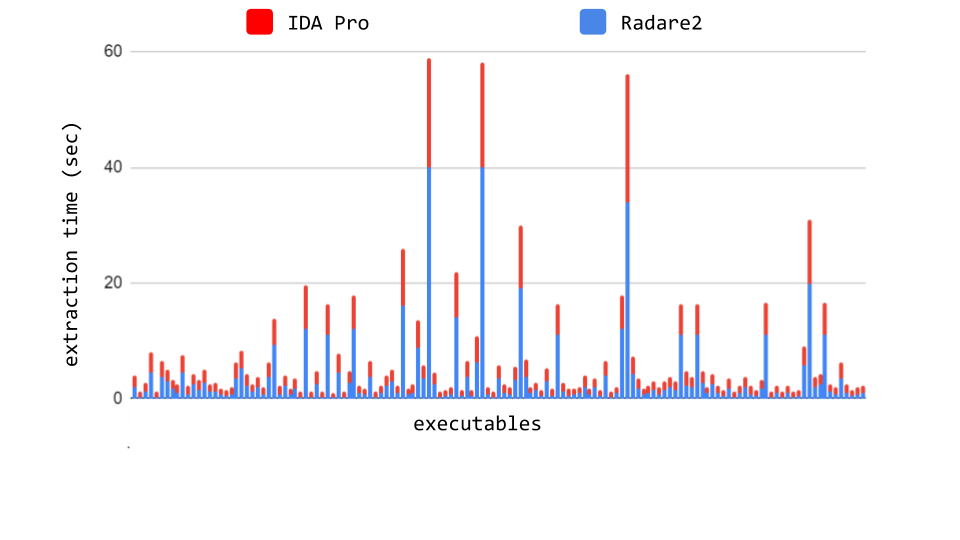 IDA Pro
Radare2
60
40
20
0
extraction time (sec)
executables